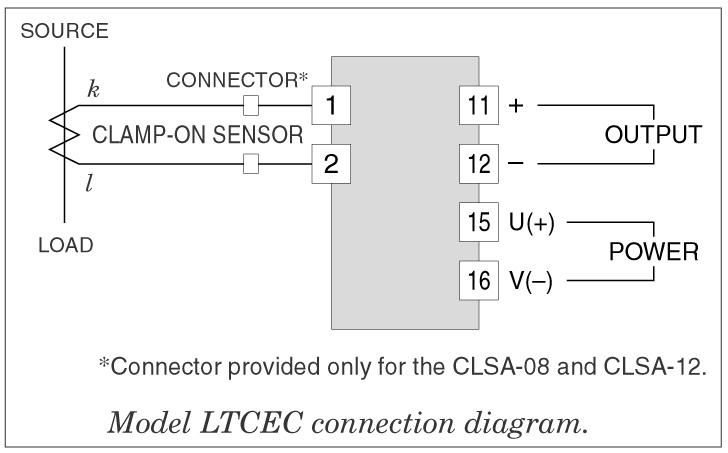 SOURCE
k
CONNECTOR*
1
11 +
CLAMP-ON SENSOR
OUTPUT
2
12 –
l
15 U(+)
LOAD
POWER
16 V(–)
*Connector provided only for the CLSA-08 and CLSA-12.
Model LTCEC connection diagram.